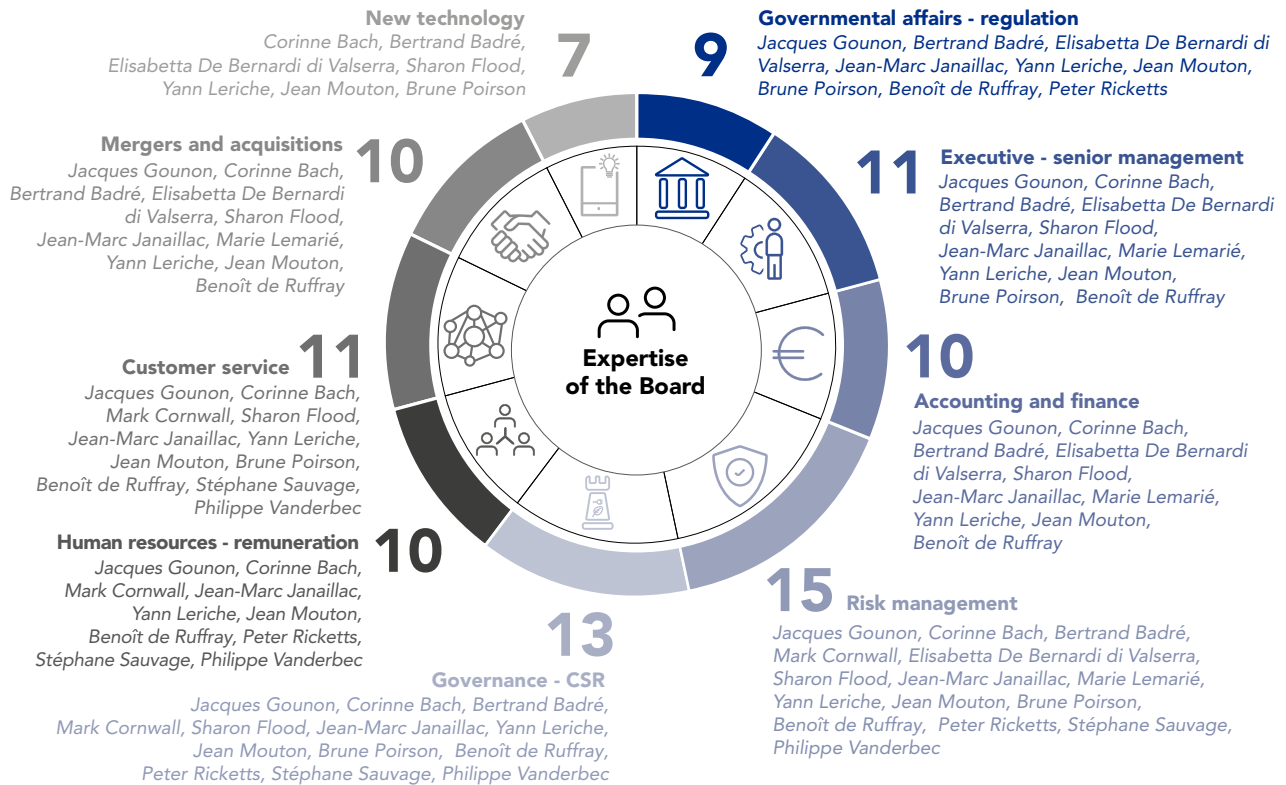 New technology
Corinne Bach, Bertrand Badré,
Elisabetta De Bernardi di Valserra, Sharon Flood,
Yann Leriche, Jean Mouton, Brune Poirson
7
9
Governmental affairs - regulation
Jacques Gounon, Bertrand Badré, Elisabetta De Bernardi di
Valserra, Jean-Marc Janaillac, Yann Leriche, Jean Mouton,
Brune Poirson, Benoît de Ruffray, Peter Ricketts
Mergers and acquisitions
10
Jacques Gounon, Corinne Bach,
Bertrand Badré, Elisabetta De Bernardi
di Valserra, Sharon Flood,
Jean-Marc Janaillac, Marie Lemarié,
Yann Leriche, Jean Mouton,
Benoît de Ruffray
11
Executive - senior management
Jacques Gounon, Corinne Bach,
Bertrand Badré, Elisabetta De Bernardi
di Valserra, Sharon Flood,
Jean-Marc Janaillac, Marie Lemarié,
Yann Leriche, Jean Mouton,
Brune Poirson, Benoît de Ruffray
Expertise
of the Board
Customer service
11
Jacques Gounon, Corinne Bach,
Mark Cornwall, Sharon Flood,
Jean-Marc Janaillac, Yann Leriche,
Jean Mouton, Brune Poirson,
Benoît de Ruffray, Stéphane Sauvage,
Philippe Vanderbec
10
Accounting and finance
Jacques Gounon, Corinne Bach,
Bertrand Badré, Elisabetta De Bernardi
di Valserra, Sharon Flood,
Jean-Marc Janaillac, Marie Lemarié,
Yann Leriche, Jean Mouton,
Benoît de Ruffray
Human resources - remuneration
10
Jacques Gounon, Corinne Bach,
Mark Cornwall, Jean-Marc Janaillac,
Yann Leriche, Jean Mouton,
Benoît de Ruffray, Peter Ricketts,
Stéphane Sauvage, Philippe Vanderbec
15
Risk management
Jacques Gounon, Corinne Bach, Bertrand Badré,
Mark Cornwall, Elisabetta De Bernardi di Valserra,
Sharon Flood, Jean-Marc Janaillac, Marie Lemarié,
Yann Leriche, Jean Mouton, Brune Poirson,
Benoît de Ruffray, Peter Ricketts, Stéphane Sauvage,
Philippe Vanderbec
13
Governance - CSR
Jacques Gounon, Corinne Bach, Bertrand Badré,
Mark Cornwall, Sharon Flood, Jean-Marc Janaillac, Yann Leriche,
Jean Mouton, Brune Poirson, Benoît de Ruffray,
Peter Ricketts, Stéphane Sauvage, Philippe Vanderbec